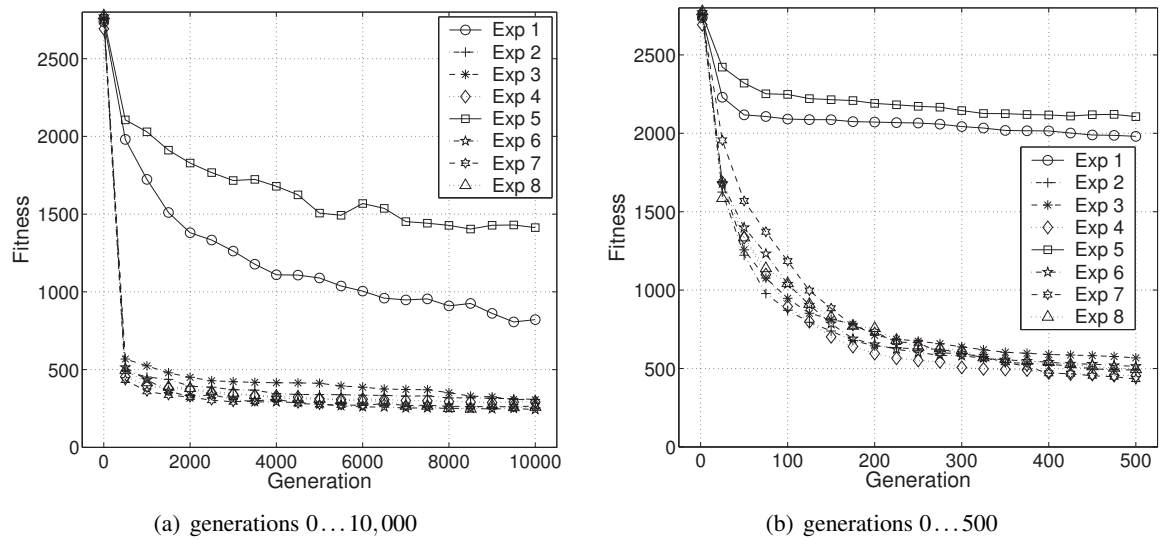 2500
2000
1500
1000
500
0
Fitness
0
2000
4000
6000
8000
10000
Generation
Exp 1
Exp 2
Exp 3
Exp 4
Exp 5
Exp 6
Exp 7
Exp 8
(a) generations 0…10,000
2500
2000
1500
1000
500
0
Fitness
0
100
200
300
400
500
Generation
Exp 1
Exp 2
Exp 3
Exp 4
Exp 5
Exp 6
Exp 7
Exp 8
(b) generations 0…500